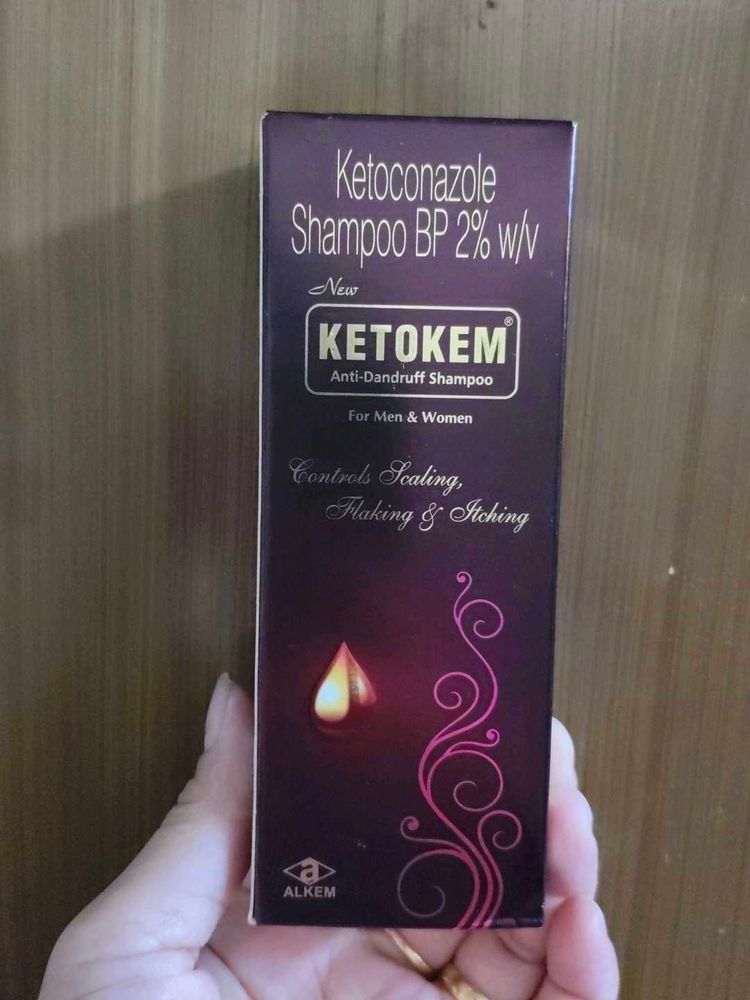 Ketoconazole
Shampoo BP 2% w/v
New
KETOKEM®
Anti-Dandruff Shampoo
For Men & Women
Controls Scaling,
Flaking & Itching
a
ALKEM